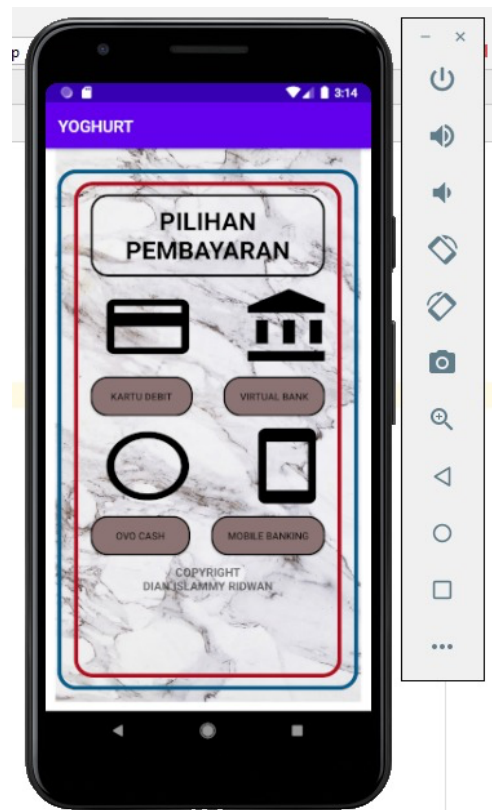 p
3:14
YOGHURT
PILIHAN
PEMBAYARAN
KARTU DEBIT
VIRTUAL BANK
OVO CASH
MOBILE BANKING
COPYRIGHT
DIAN ISLAMMY RIDWAN